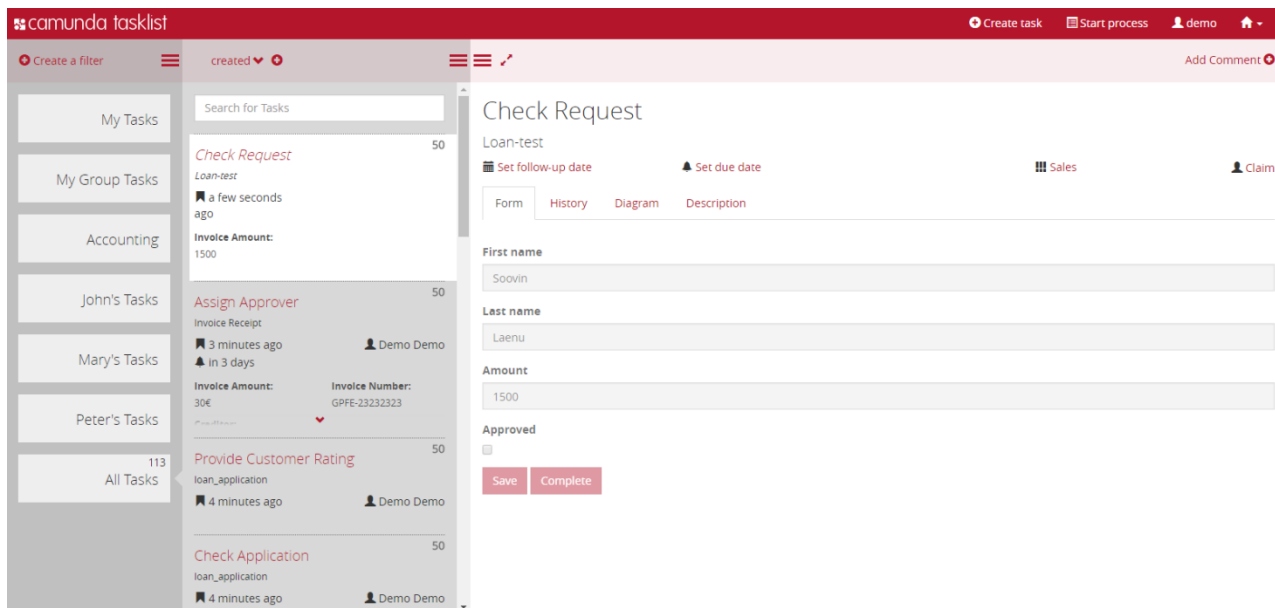 camunda tasklist
Create task Start process demo
Create a filter
created
Add Comment
My Tasks
My Group Tasks
Accounting
John's Tasks
Mary's Tasks
Peter's Tasks
113
All Tasks
Search for Tasks
50
Check Request
Loan-test
a few seconds
ago
Invoice Amount:
1500
50
Assign Approver
Invoice Receipt
3 minutes ago Demo Demo
in 3 days
Invoice Amount: Invoice Number:
30€ GPFE-23232323
Creditor:
50
Provide Customer Rating
loan_application
4 minutes ago Demo Demo
50
Check Application
loan_application
4 minutes ago Demo Demo
Check Request
Loan-test
Set follow-up date Set due date Sales Claim
Form History Diagram Description
First name
Soovin
Last name
Laenu
Amount
1500
Approved
Save Complete